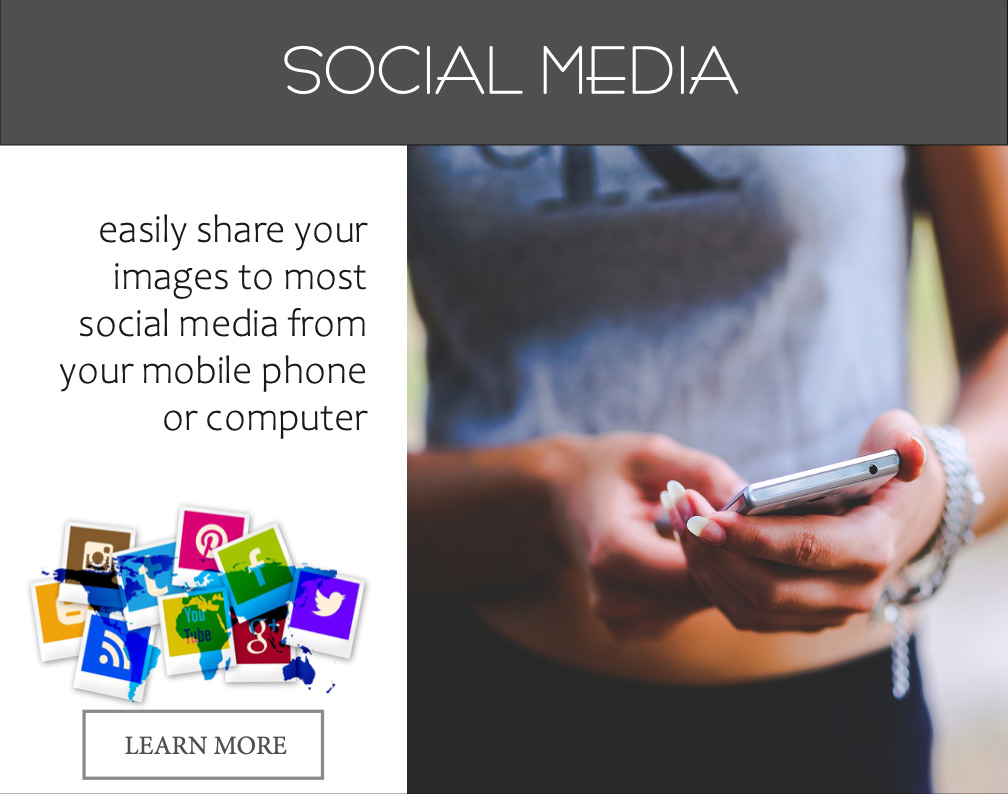 SOCIAL MEDIA
easily share your
images to most
social media from
your mobile phone
or computer
You
Tube
g+
LEARN MORE